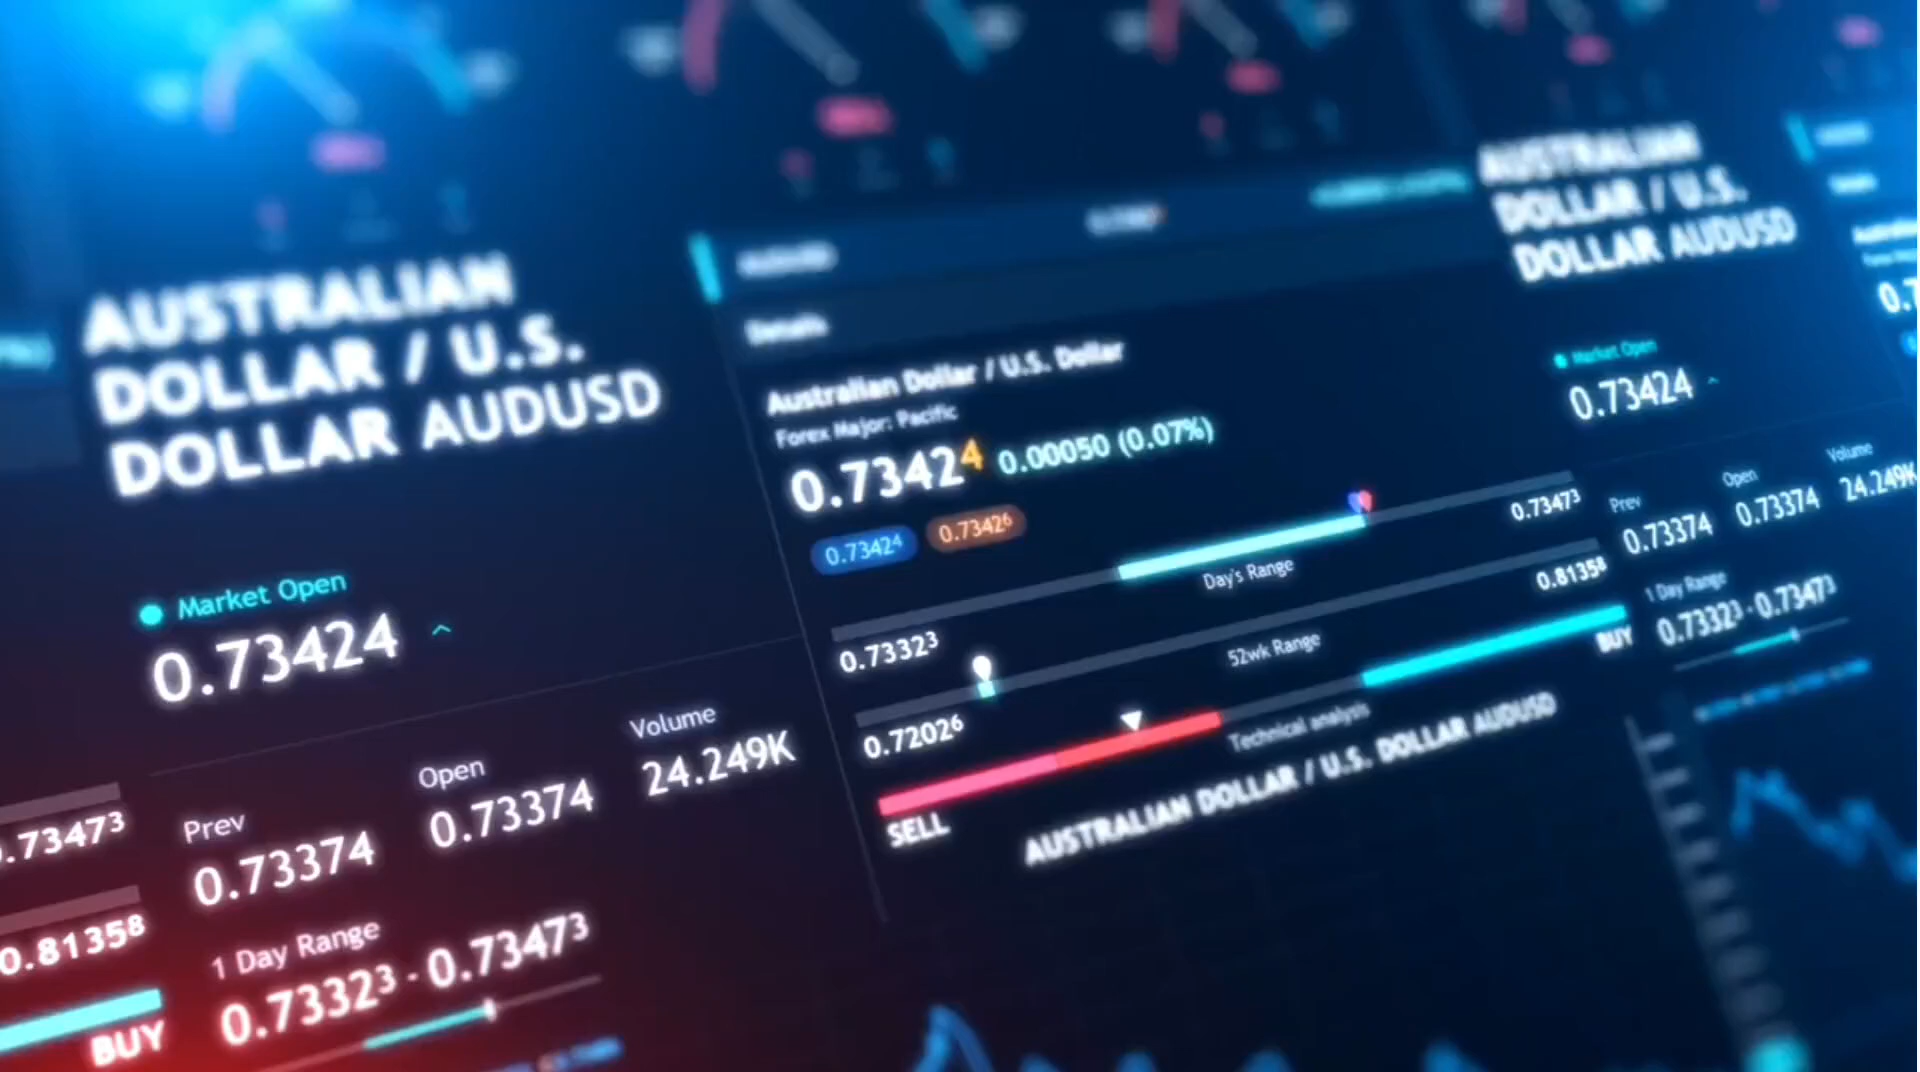 AUSTRALIAN
DOLLAR / U.S.
DOLLAR AUDUSD
Market Open
0.73424
Prev
0.73374
Open
0.73374
Volume
24.249K
1 Day Range
0.73323 - 0.73473
.73473
0.81358
BUY
Details
Australian Dollar / U.S. Dollar
Forex Major: Pacific
0.73424 0.00050 (0.07%)
0.73424 0.73426
0.73323
Day's Range
0.73473
0.72026
52wk Range
0.81358
SELL
Technical analysis
BUY
AUSTRALIAN DOLLAR / U.S. DOLLAR AUDUSD
AUSTRALIAN
DOLLAR / U.S.
DOLLAR AUDUSD
Market Open
0.73424
Prev
0.73374
Open
0.73374
Volume
24.249K
1 Day Range
0.73323 - 0.73473